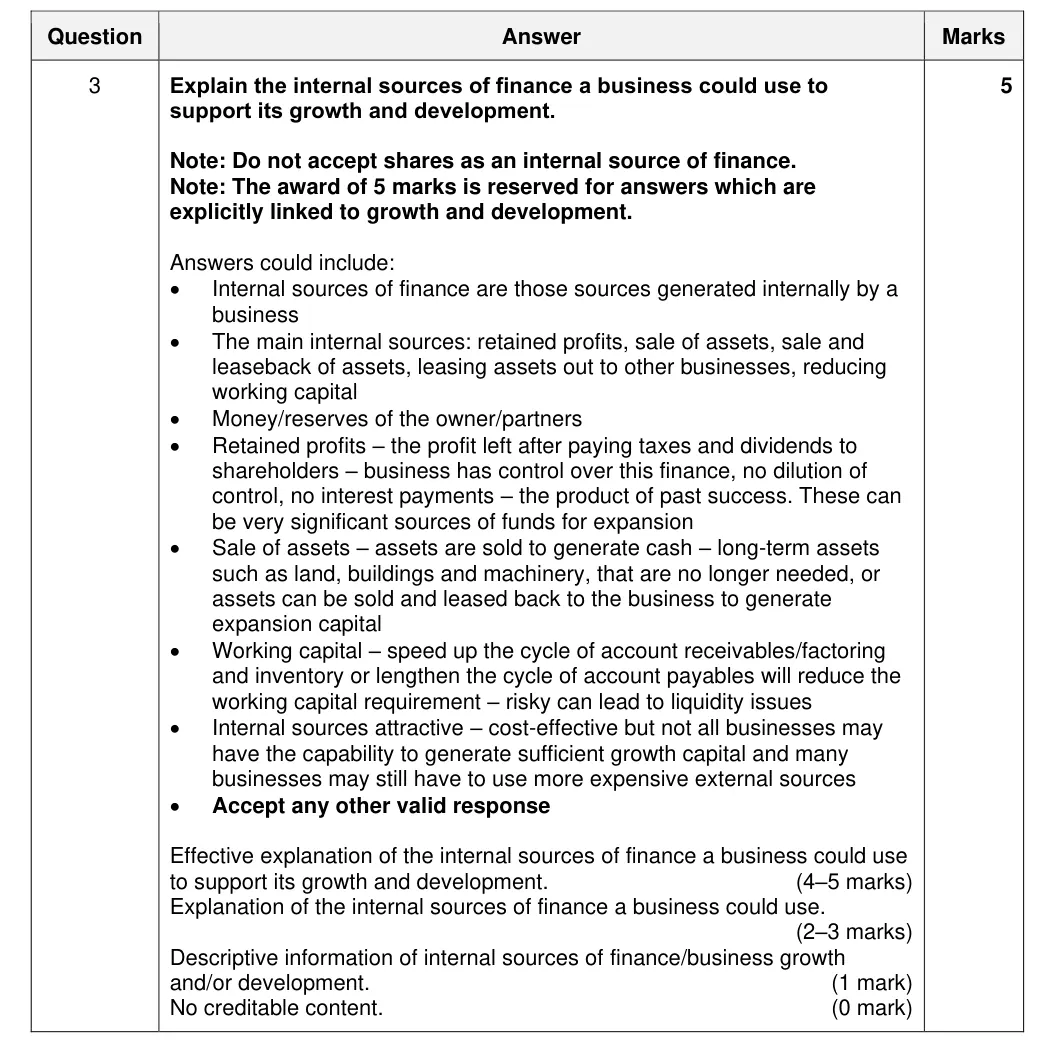 Question Answer Marks
3 Explain the internal sources of finance a business could use to 5
support its growth and development.
Note: Do not accept shares as an internal source of finance.
Note: The award of 5 marks is reserved for answers which are
explicitly linked to growth and development.
Answers could include:
• Internal sources of finance are those sources generated internally by a
business
• The main internal sources: retained profits, sale of assets, sale and
leaseback of assets, leasing assets out to other businesses, reducing
working capital
• Money/reserves of the owner/partners
• Retained profits – the profit left after paying taxes and dividends to
shareholders – business has control over this finance, no dilution of
control, no interest payments – the product of past success. These can
be very significant sources of funds for expansion
• Sale of assets – assets are sold to generate cash – long-term assets
such as land, buildings and machinery, that are no longer needed, or
assets can be sold and leased back to the business to generate
expansion capital
• Working capital – speed up the cycle of account receivables/factoring
and inventory or lengthen the cycle of account payables will reduce the
working capital requirement – risky can lead to liquidity issues
• Internal sources attractive – cost-effective but not all businesses may
have the capability to generate sufficient growth capital and many
businesses may still have to use more expensive external sources
• Accept any other valid response
Effective explanation of the internal sources of finance a business could use
to support its growth and development. (4–5 marks)
Explanation of the internal sources of finance a business could use.
(2–3 marks)
Descriptive information of internal sources of finance/business growth
and/or development. (1 mark)
No creditable content. (0 mark)